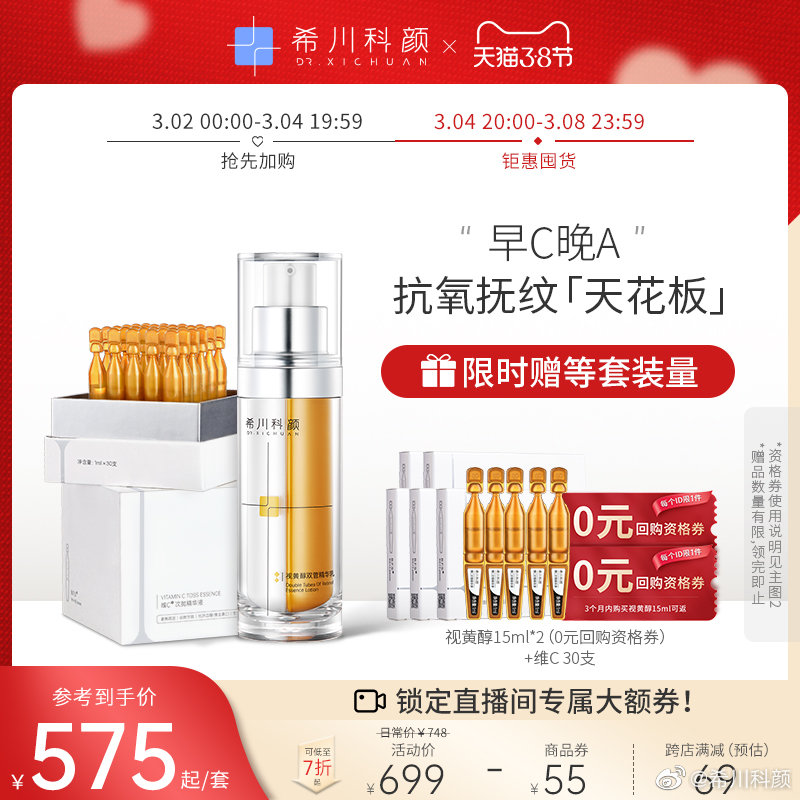 希川科颜 × 天猫3.8节
DR.XICHUAN
3.02 00:00-3.04 19:59
抢先加购
3.04 20:00-3.08 23:59
钜惠囤货
"早C晚A"
抗氧抚纹「天花板」
限时赠等套装量
净含量：1ml×30支
VITAMIN C TOSS ESSENCE
维C+次抛精华液
希川科颜
DR.XICHUAN
视黄醇双管精华乳
Double Tubes Of Retinol
Essence Lotion
每个ID限1件
0元回购资格券
每个ID限1件
0元回购资格券
3个月内购买视黄醇15ml可返
*资格券使用说明见主图2
*赠品数量有限,领完即止
视黄醇15ml*2（0元回购资格券）
+维C 30支
参考到手价
¥575起/套
锁定直播间专属大额券！
可低至
7折起
日常价¥748
活动价
¥699
-
商品券
¥55
跨店满减（预估）
69
@希川科颜